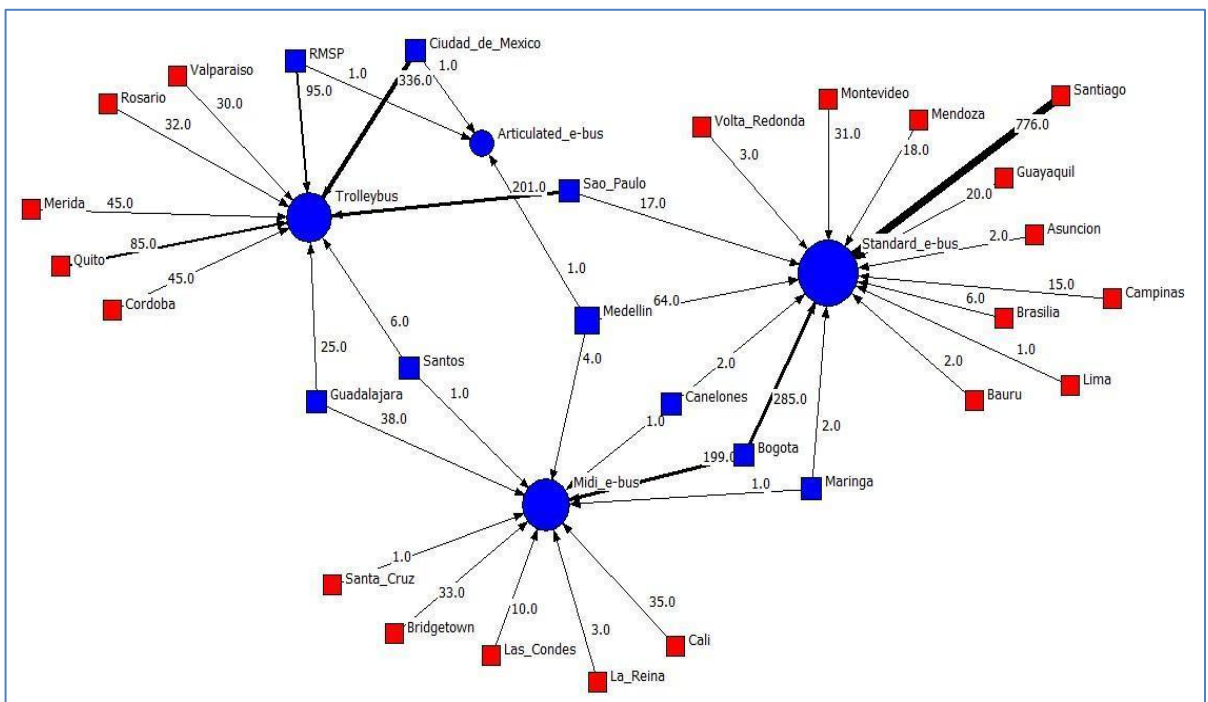 Ciudad_de_Mexico
RMSP
1.0
1.0
336.0
95.0
Valparaiso
30.0
Rosario
32.0
Articulated_e-bus
Montevideo
31.0
Volta_Redonda
3.0
Mendoza
18.0
Santiago
776.0
Guayaquil
20.0
Sao_Paulo
201.0
17.0
Trolleybus
Merida
45.0
Quito
85.0
Cordoba
45.0
Standard_e-bus
Asuncion
2.0
Campinas
15.0
Brasilia
6.0
Lima
1.0
Bauru
2.0
1.0
Medellin
64.0
4.0
6.0
Santos
1.0
25.0
Guadalajara
38.0
2.0
Canelones
1.0
285.0
Bogota
199.0
2.0
Maringa
1.0
Midi_e-bus
1.0
Santa_Cruz
33.0
Bridgetown
10.0
Las_Condes
3.0
La_Reina
35.0
Cali